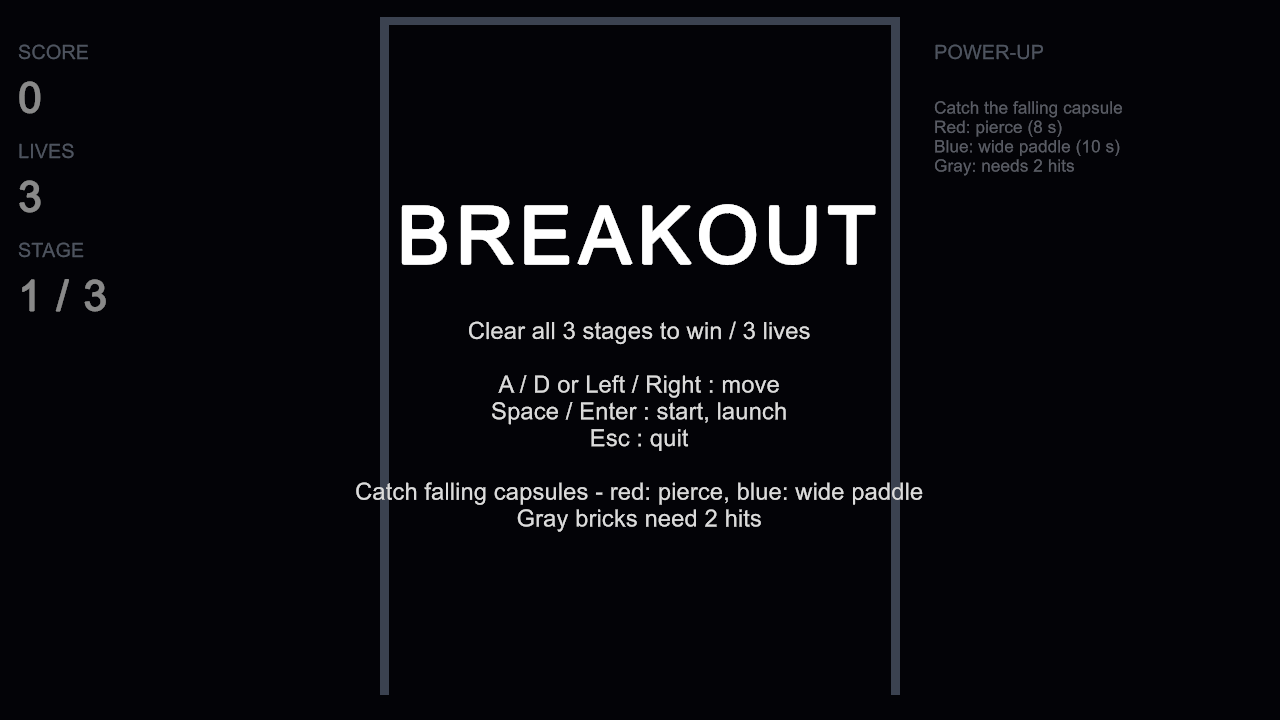 SCORE
0
LIVES
3
STAGE
1 / 3
BREAKOUT
Clear all 3 stages to win / 3 lives
A / D or Left / Right : move
Space / Enter : start, launch
Esc : quit
Catch falling capsules - red: pierce, blue: wide paddle
Gray bricks need 2 hits
POWER-UP
Catch the falling capsule
Red: pierce (8 s)
Blue: wide paddle (10 s)
Gray: needs 2 hits